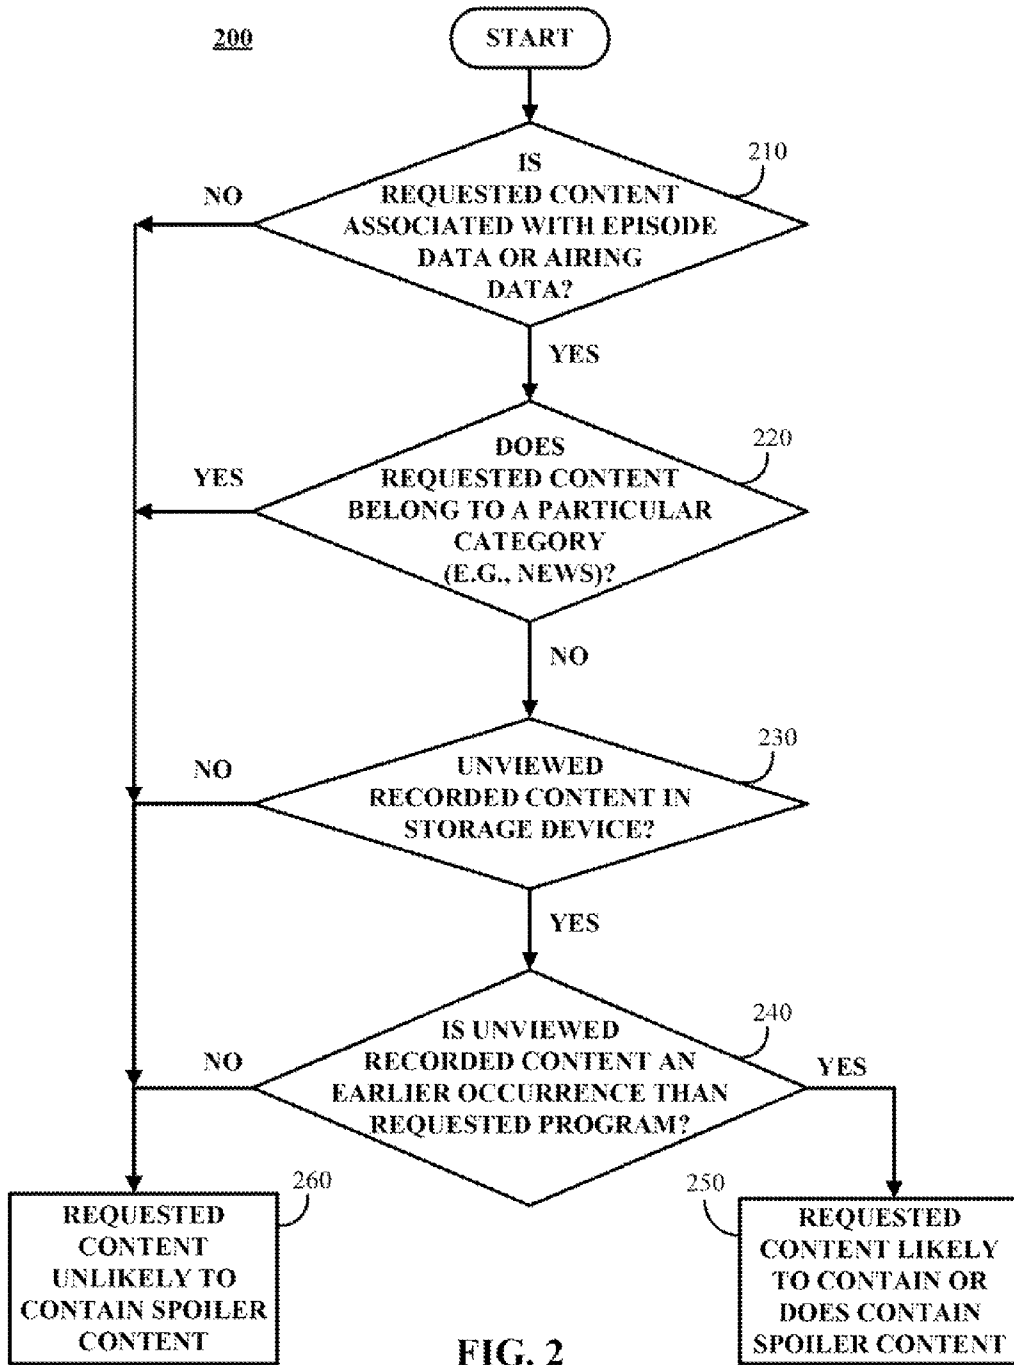 200
START
210
IS
REQUESTED CONTENT
ASSOCIATED WITH EPISODE
DATA OR AIRING
DATA?
NO
YES
220
DOES
REQUESTED CONTENT
BELONG TO A PARTICULAR
CATEGORY
(E.G., NEWS)?
YES
NO
230
UNVIEWED
RECORDED CONTENT IN
STORAGE DEVICE?
NO
YES
240
IS UNVIEWED
RECORDED CONTENT AN
EARLIER OCCURRENCE THAN
REQUESTED PROGRAM?
NO
YES
260
REQUESTED
CONTENT
UNLIKELY TO
CONTAIN SPOILER
CONTENT
250
REQUESTED
CONTENT LIKELY
TO CONTAIN OR
DOES CONTAIN
SPOILER CONTENT
FIG. 2